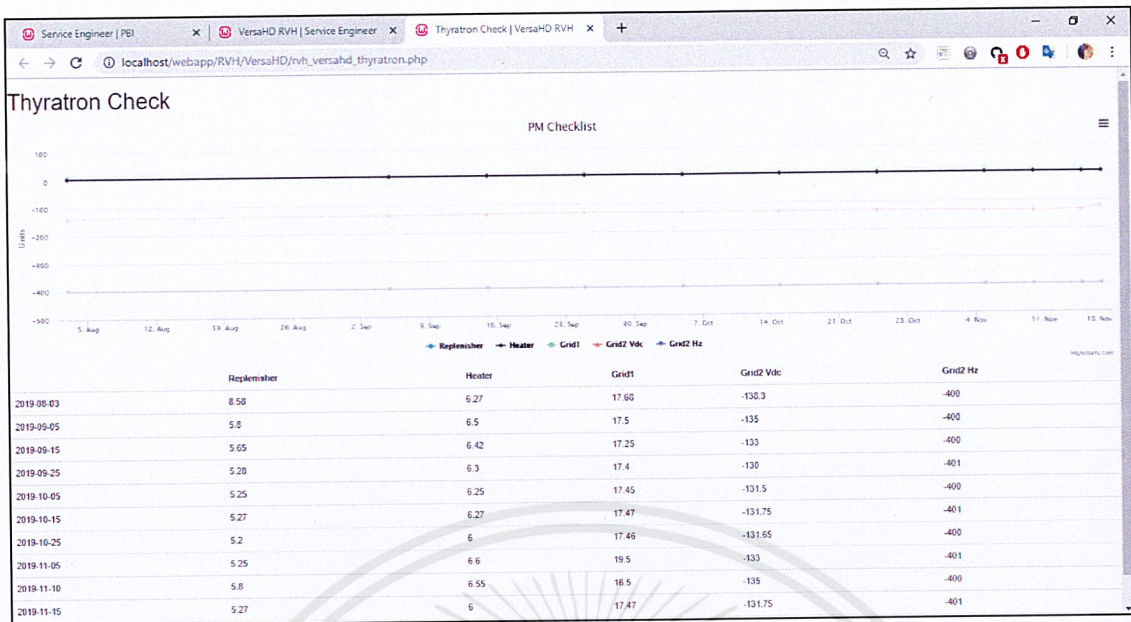 Service Engineer | PBI
VersaHD RVH | Service Engineer
Thyratron Check | VersaHD RVH
localhost/webapp/RVH/VersaHD/rvh_versahd_thyratron.php
Thyratron Check
PM Checklist
100
0
-100
-200
-300
-400
-500
Units
5. Aug 12. Aug 19. Aug 26. Aug 2. Sep 9. Sep 16. Sep 23. Sep 30. Sep 7. Oct 14. Oct 21. Oct 28. Oct 4. Nov 11. Nov
Replenisher Heater Grid1 Grid2 Vdc Grid2 Hz
Highcharts.com
Replenisher Heater Grid1 Grid2 Vdc Grid2 Hz
2019-08-03 8.58 6.27 17.68 -138.3 -400
2019-09-05 5.8 6.5 17.5 -135 -400
2019-09-15 5.65 6.42 17.25 -133 -400
2019-09-25 5.28 6.3 17.4 -130 -401
2019-10-05 5.25 6.25 17.45 -131.5 -400
2019-10-15 5.27 6.27 17.47 -131.75 -401
2019-10-25 5.2 6 17.46 -131.65 -400
2019-11-05 5.25 6.6 19.5 -133 -401
2019-11-10 5.8 6.55 16.5 -135 -400
2019-11-15 5.27 6 17.47 -131.75 -401